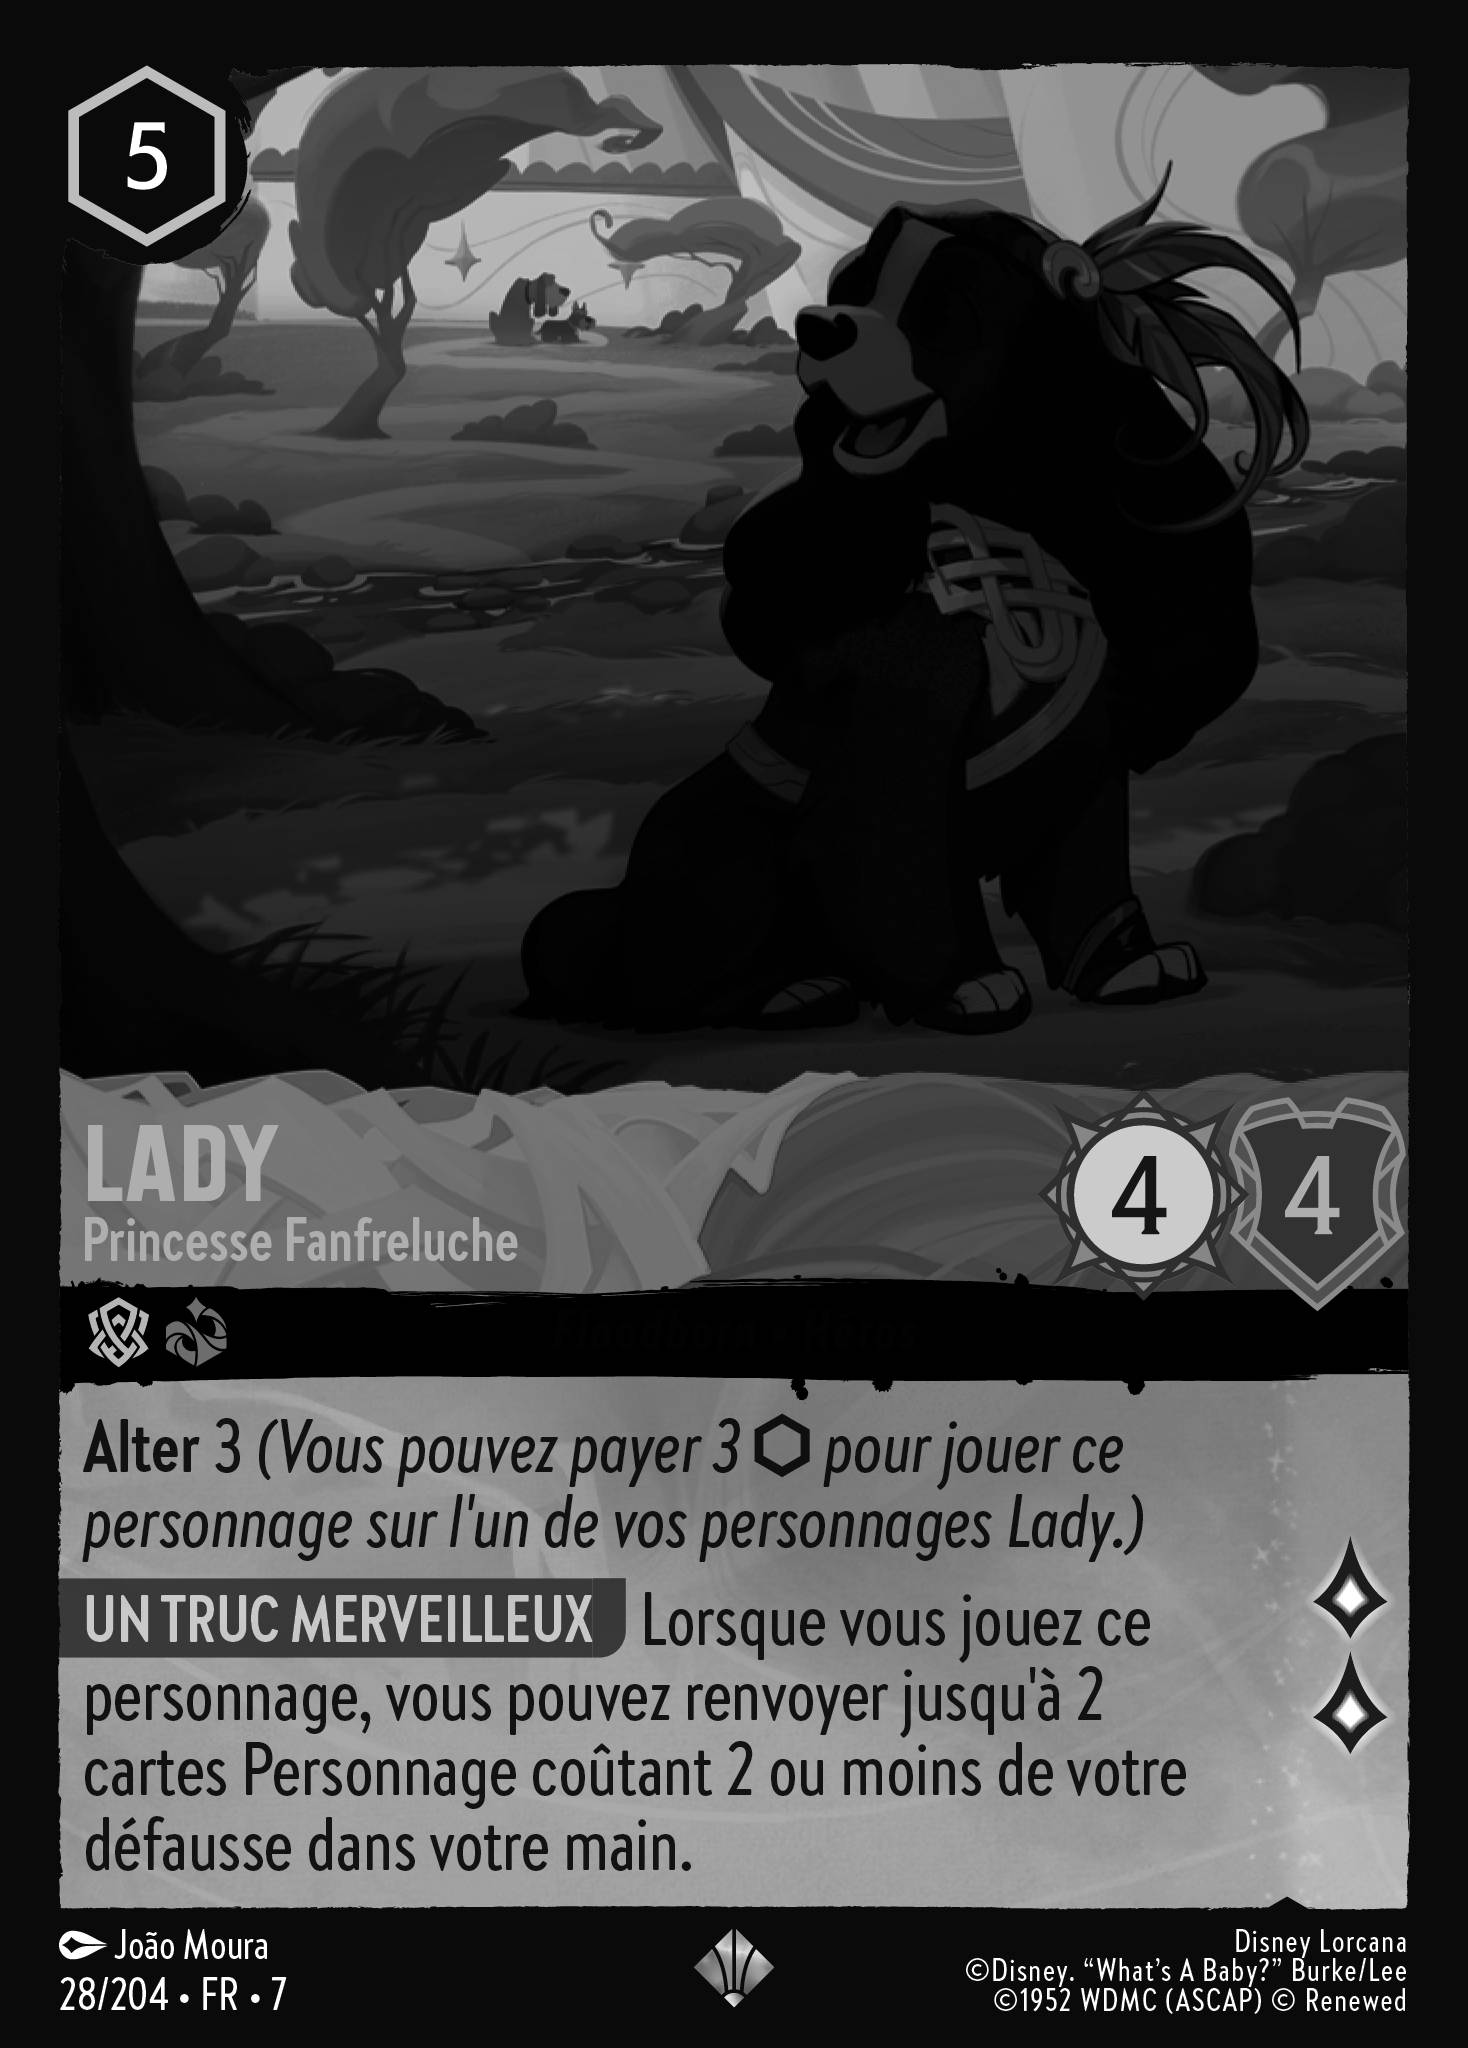 5
LADY
Princesse Fanfreluche
4 4
Floodborn • Héros
Alter 3 (Vous pouvez payer 3 pour jouer ce
personnage sur l'un de vos personnages Lady.)
UN TRUC MERVEILLEUX Lorsque vous jouez ce
personnage, vous pouvez renvoyer jusqu'à 2
cartes Personnage coûtant 2 ou moins de votre
défausse dans votre main.
João Moura
28/204 • FR • 7
Disney Lorcana
©Disney. “What’s A Baby?” Burke/Lee
©1952 WDMC (ASCAP) © Renewed